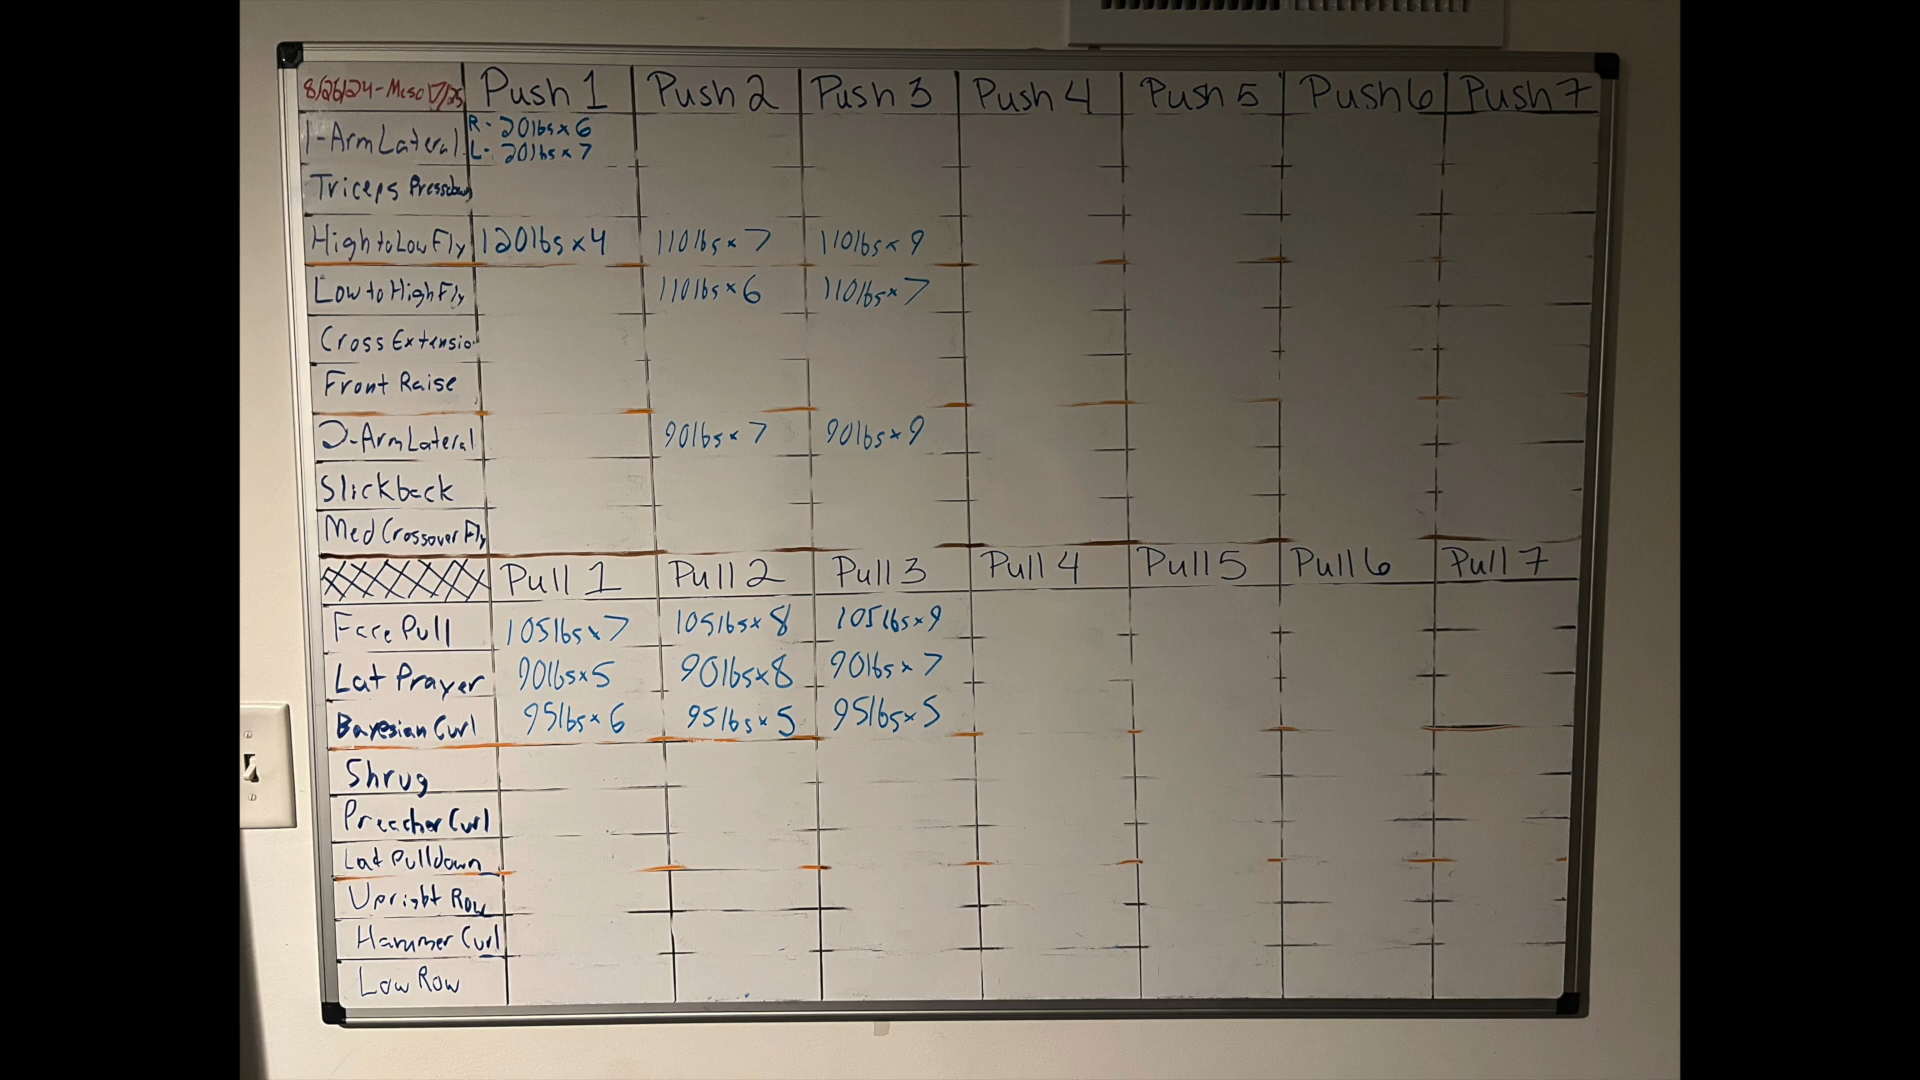 8/26/24-Meso Push 1 Push 2 Push 3 Push 4 Push 5 Push 6 Push 7
1-Arm Lateral R- 20lbs x 6
L- 20lbs x 7
Triceps Pressdown
High to Low Fly 120lbs x 4 110lbs x 7 110lbs x 9
Low to High Fly 110lbs x 6 110lbs x 7
Cross Extensio
Front Raise
2-Arm Lateral 90lbs x 7 90lbs x 9
Slickback
Med Crossover Fly
Pull 1 Pull 2 Pull 3 Pull 4 Pull 5 Pull 6 Pull 7
Face Pull 105lbs x 7 105lbs x 8 105lbs x 9
Lat Prayer 90lbs x 5 90lbs x 8 90lbs x 7
Bayesian Curl 95lbs x 6 95lbs x 5 95lbs x 5
Shrug
Preacher Curl
Lat Pulldown
Upright Row
Hammer Curl
Low Row